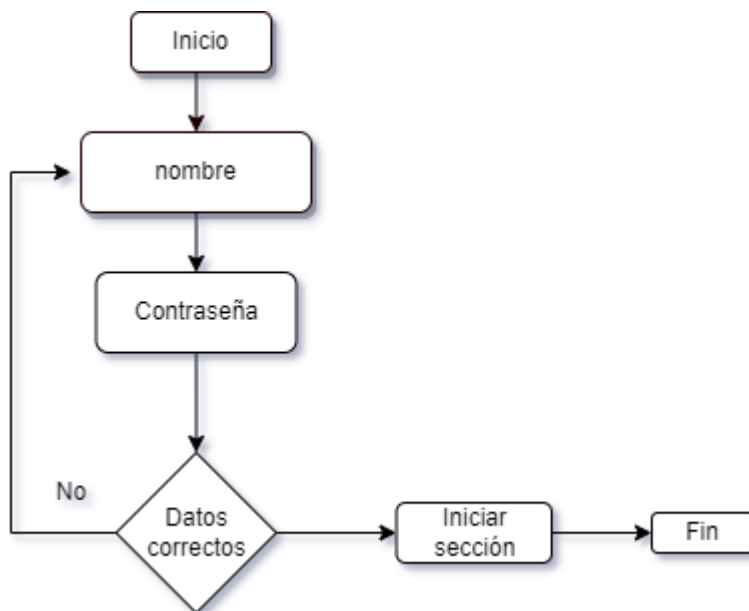 Inicio
nombre
Contraseña
No
Datos
correctos
Iniciar
sección
Fin